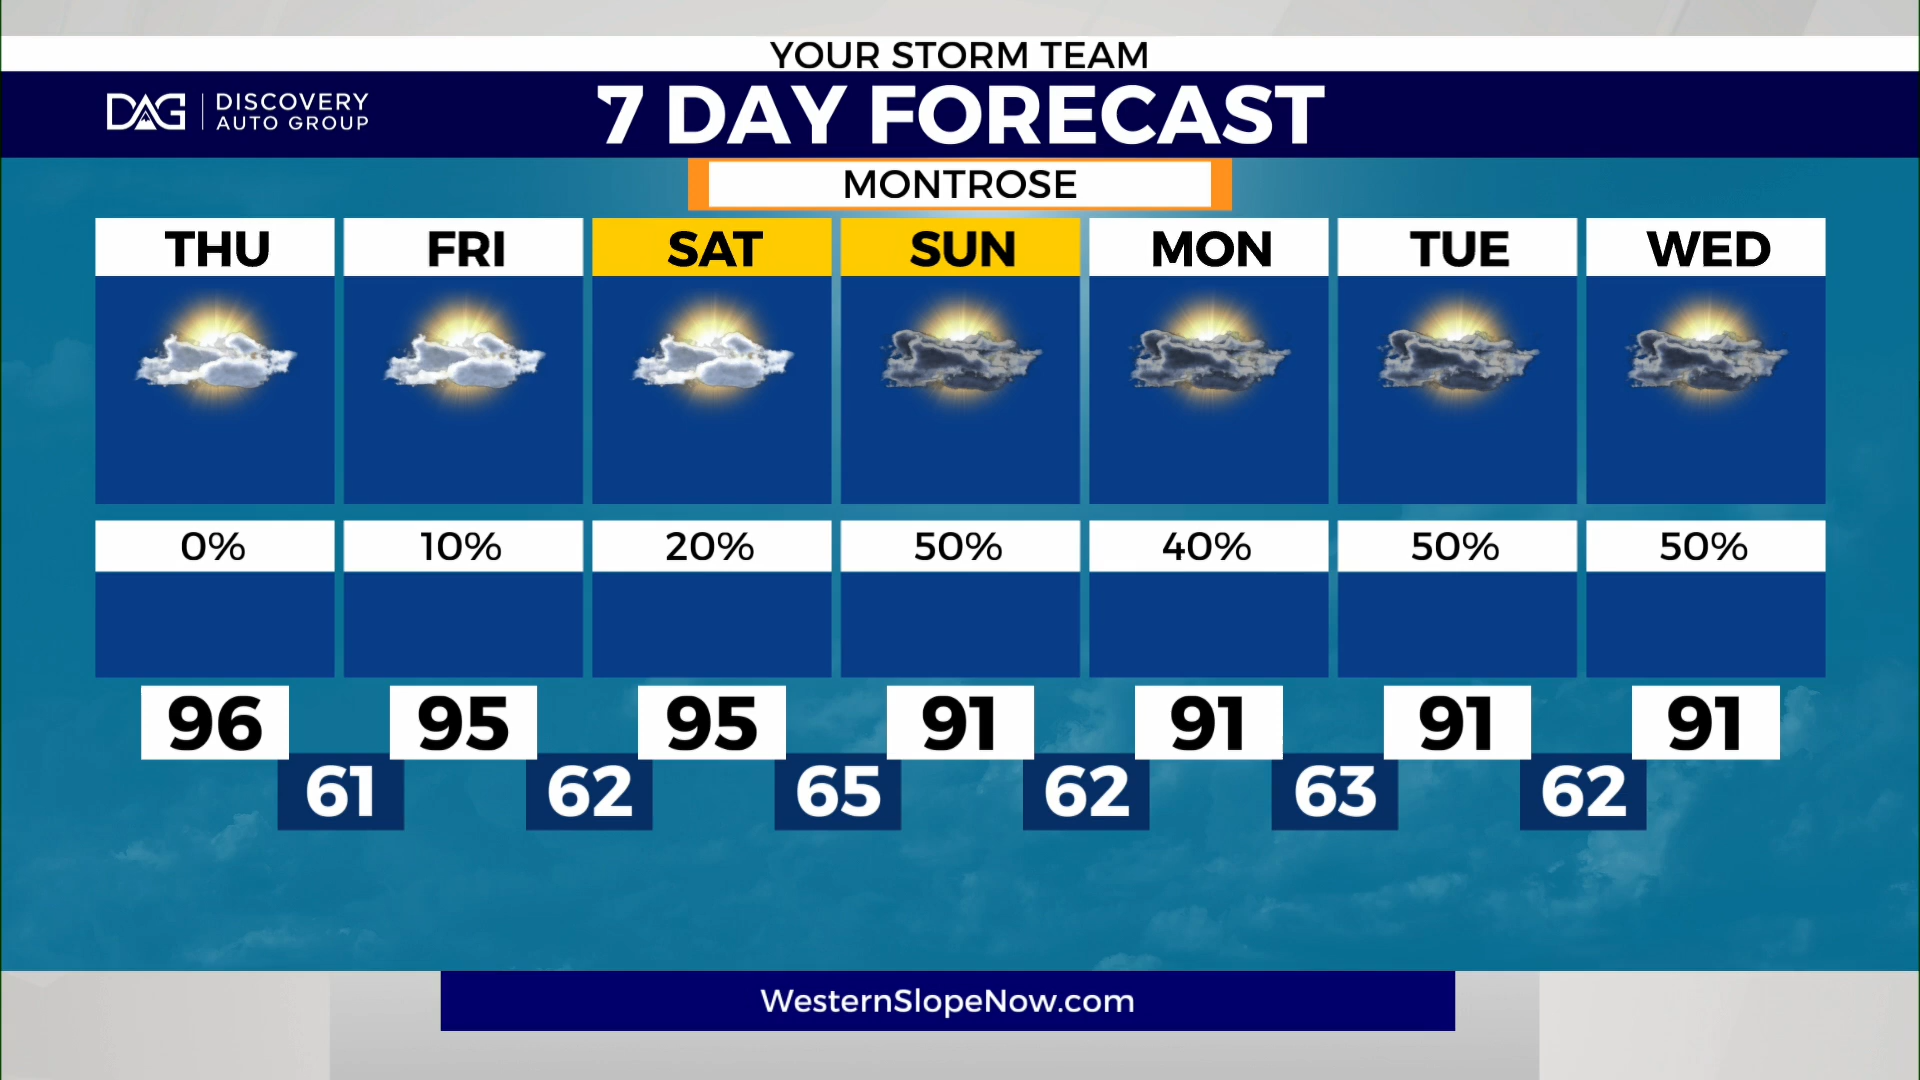 YOUR STORM TEAM
DAG DISCOVERY
AUTO GROUP
7 DAY FORECAST
MONTROSE
THU FRI SAT SUN MON TUE WED
0% 10% 20% 50% 40% 50% 50%
96 95 95 91 91 91 91
61 62 65 62 63 62
WesternSlopeNow.com